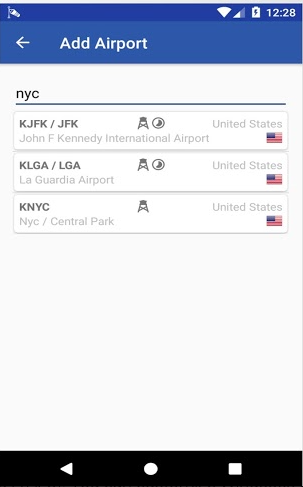 12:28
Add Airport
nyc
KJFK / JFK United States
John F Kennedy International Airport
KLGA / LGA United States
La Guardia Airport
KNYC United States
Nyc / Central Park